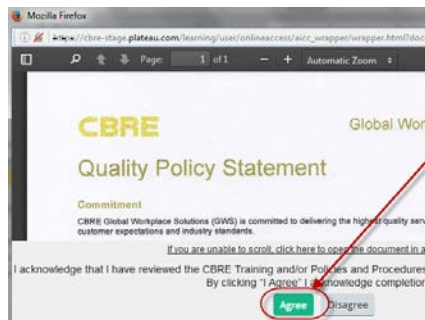 Mozilla Firefox
https://cbre-stage.plateau.com/learning/user/onlineaccess/aicc_wrapper/wrapper.html?doc
Page: 1 of 1 − + Automatic Zoom
CBRE Global Wor
Quality Policy Statement
Commitment
CBRE Global Workplace Solutions (GWS) is committed to delivering the highest quality serv
customer expectations and industry standards.
If you are unable to scroll, click here to open the document in a
I acknowledge that I have reviewed the CBRE Training and/or Policies and Procedures
By clicking "I Agree" I acknowledge completion
Agree Disagree